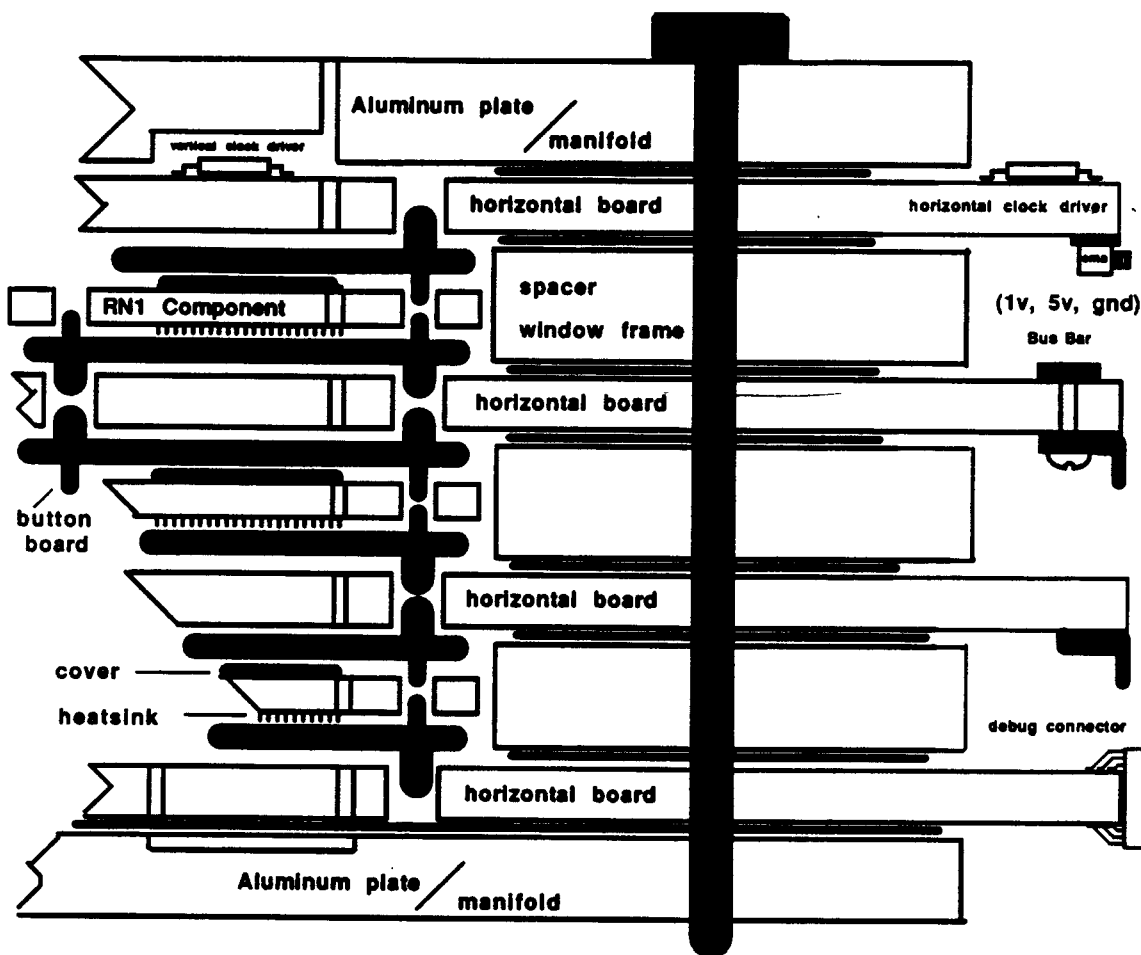 Aluminum plate
manifold
vertical clock driver
horizontal board
horizontal clock driver
sma
spacer
RN1 Component
window frame
(1v, 5v, gnd)
Bus Bar
horizontal board
button
board
horizontal board
cover
heatsink
debug connector
horizontal board
Aluminum plate
manifold